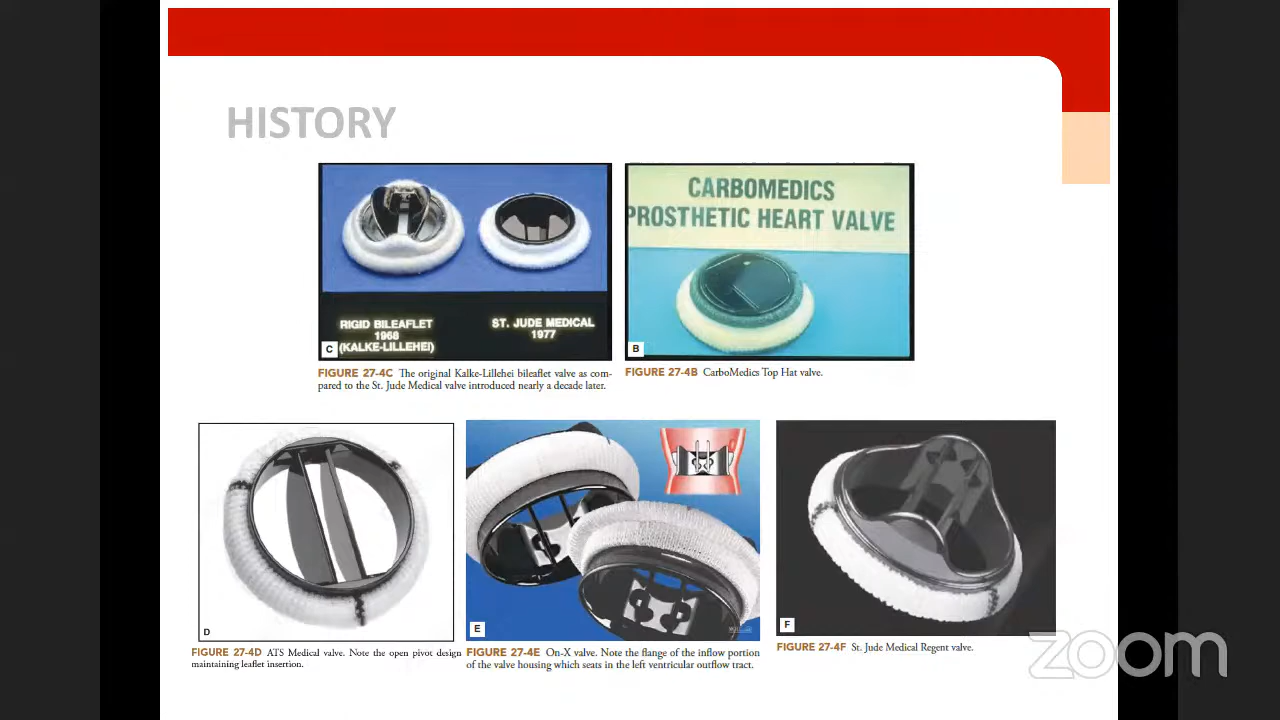 HISTORY
CARBOMEDICS
PROSTHETIC HEART VALVE
RIGID BILEAFLET
1968
(KALKE-LILLEHEI)
ST. JUDE MEDICAL
1977
C
B
FIGURE 27-4C The original Kalke-Lillehei bileaflet valve as com-
pared to the St. Jude Medical valve introduced nearly a decade later.
FIGURE 27-4B CarboMedics Top Hat valve.
D
E
F
FIGURE 27-4D ATS Medical valve. Note the open pivot design
maintaining leaflet insertion.
FIGURE 27-4E On-X valve. Note the flange of the inflow portion
of the valve housing which seats in the left ventricular outflow tract.
FIGURE 27-4F St. Jude Medical Regent valve.
zoom